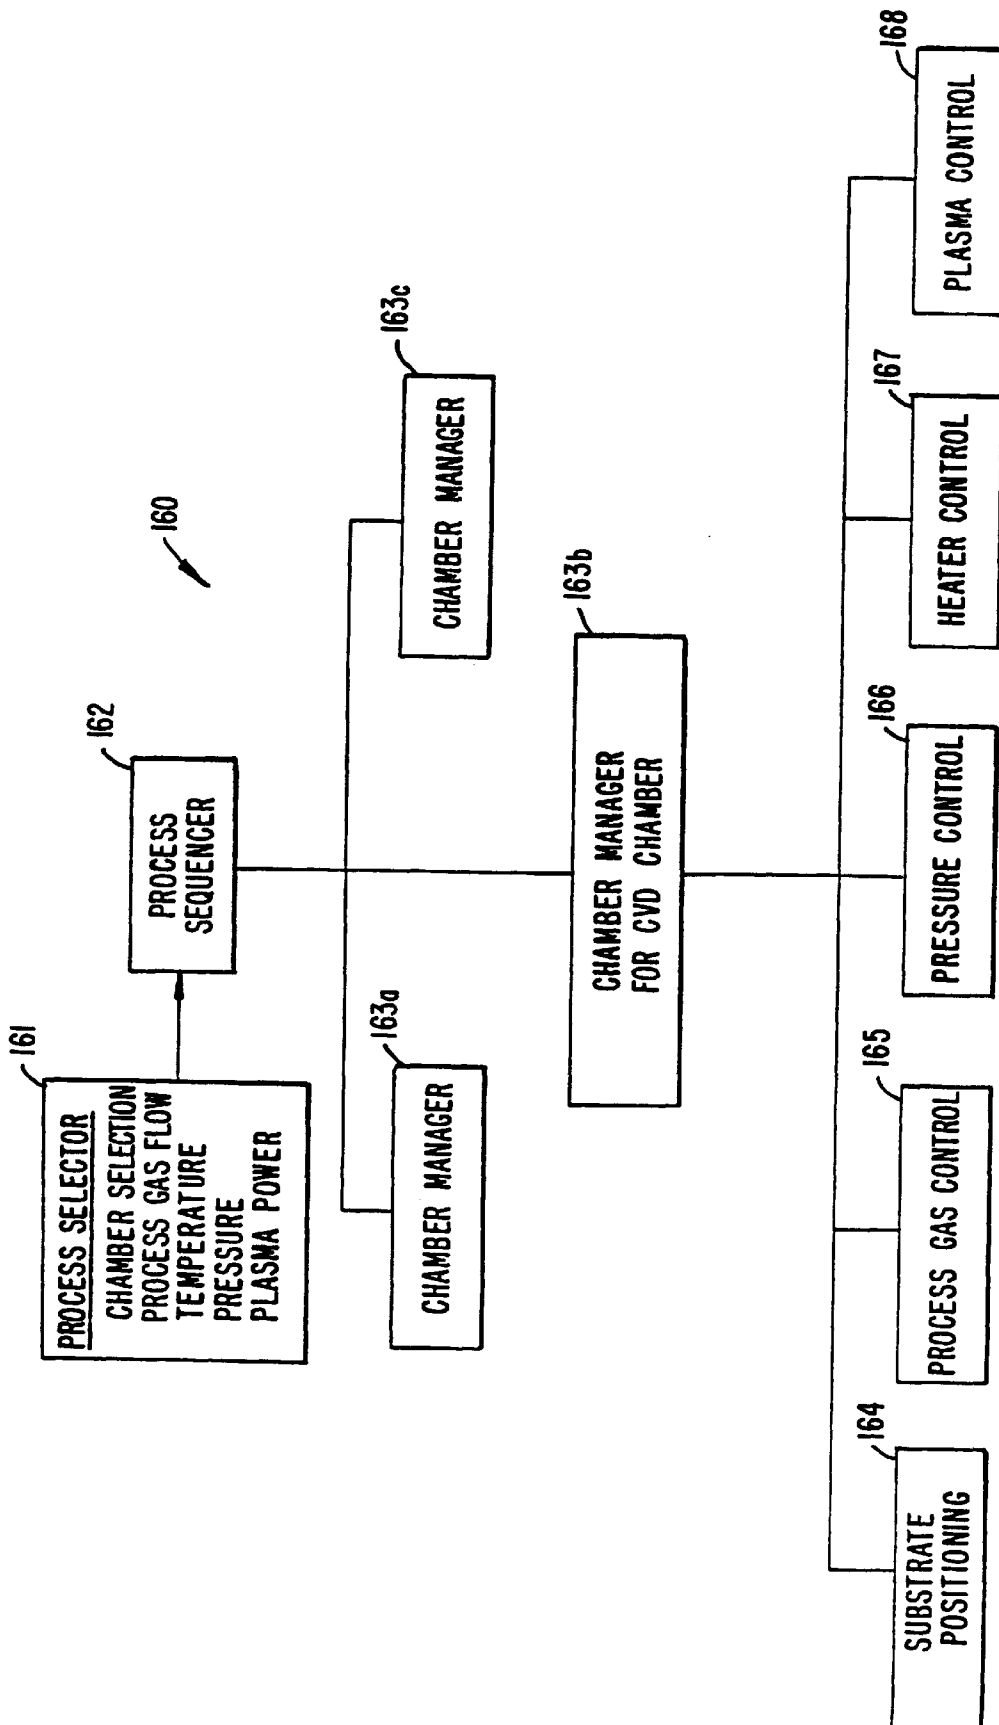 161
PROCESS SELECTOR
CHAMBER SELECTION
PROCESS GAS FLOW
TEMPERATURE
PRESSURE
PLASMA POWER
162
PROCESS
SEQUENCER
160
163a
CHAMBER MANAGER
163c
CHAMBER MANAGER
163b
CHAMBER MANAGER
FOR CVD CHAMBER
164
SUBSTRATE
POSITIONING
165
PROCESS GAS CONTROL
166
PRESSURE CONTROL
167
HEATER CONTROL
168
PLASMA CONTROL